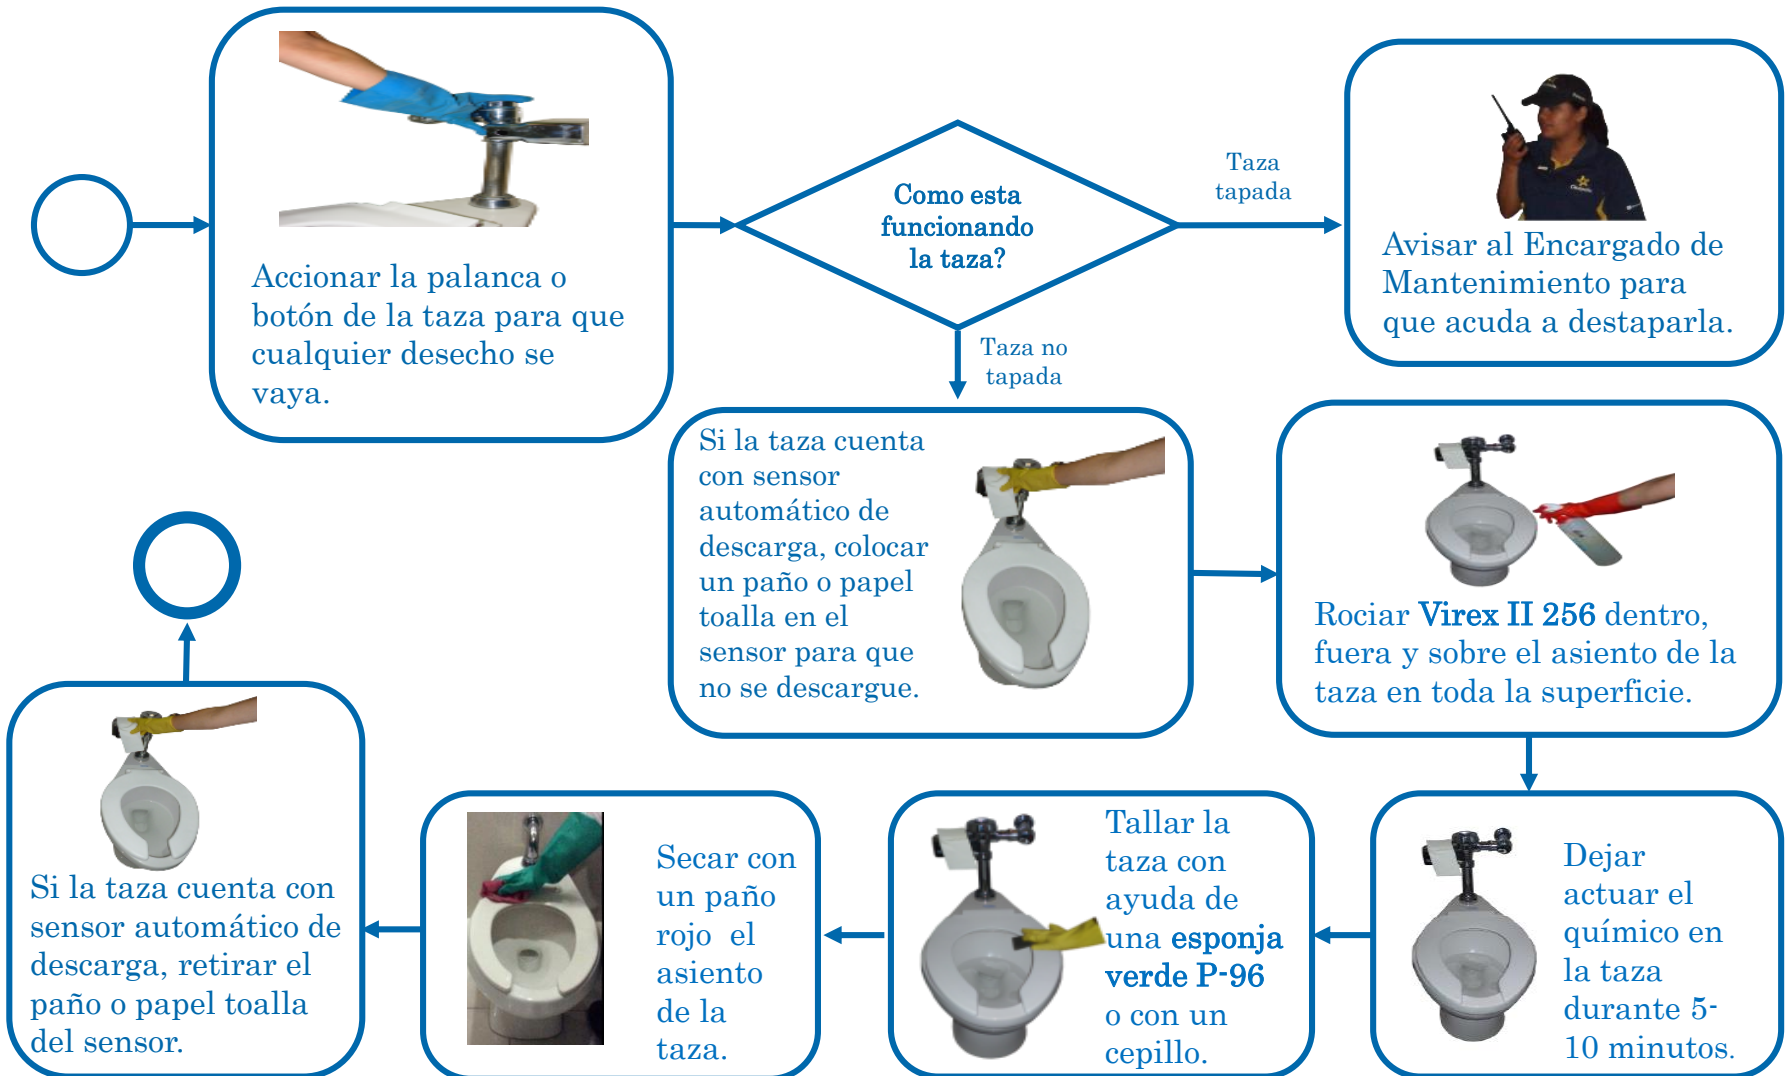 Accionar la palanca o
botón de la taza para que
cualquier desecho se
vaya.
Como esta
funcionando
la taza?
Taza
tapada
Avisar al Encargado de
Mantenimiento para
que acuda a destaparla.
Taza no
tapada
Si la taza cuenta
con sensor
automático de
descarga, colocar
un paño o papel
toalla en el
sensor para que
no se descargue.
Rociar Virex II 256 dentro,
fuera y sobre el asiento de la
taza en toda la superficie.
Dejar
actuar el
químico en
la taza
durante 5-
10 minutos.
Tallar la
taza con
ayuda de
una esponja
verde P-96
o con un
cepillo.
Secar con
un paño
rojo el
asiento
de la
taza.
Si la taza cuenta con
sensor automático de
descarga, retirar el
paño o papel toalla
del sensor.